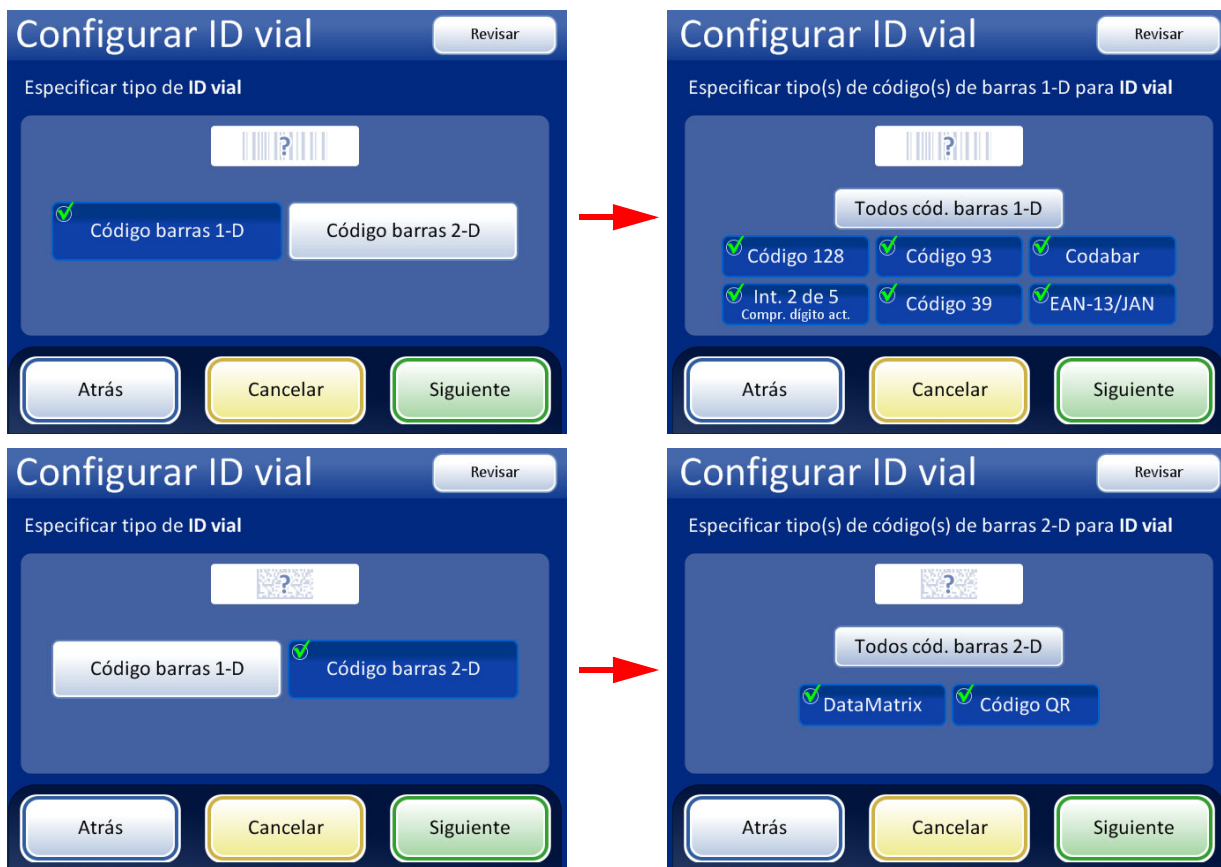 Configurar ID vial
Revisar
Especificar tipo de ID vial
?
Código barras 1-D
Código barras 2-D
Atrás
Cancelar
Siguiente
Configurar ID vial
Revisar
Especificar tipo(s) de código(s) de barras 1-D para ID vial
?
Todos cód. barras 1-D
Código 128
Código 93
Codabar
Int. 2 de 5
Compr. dígito act.
Código 39
EAN-13/JAN
Atrás
Cancelar
Siguiente
Configurar ID vial
Revisar
Especificar tipo de ID vial
?
Código barras 1-D
Código barras 2-D
Atrás
Cancelar
Siguiente
Configurar ID vial
Revisar
Especificar tipo(s) de código(s) de barras 2-D para ID vial
?
Todos cód. barras 2-D
DataMatrix
Código QR
Atrás
Cancelar
Siguiente